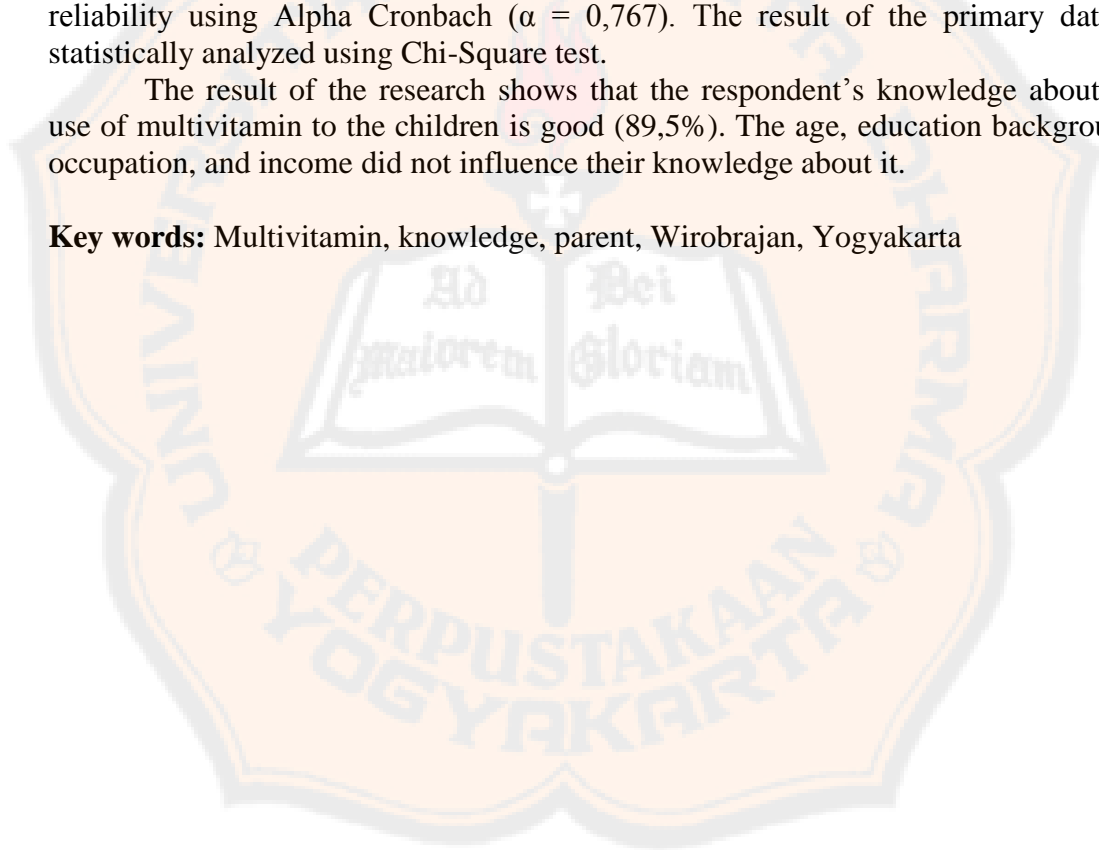 reliability using Alpha Cronbach (α = 0,767). The result of the primary dat
statistically analyzed using Chi-Square test.
The result of the research shows that the respondent's knowledge about
use of multivitamin to the children is good (89,5%). The age, education backgrou
occupation, and income did not influence their knowledge about it.
Key words: Multivitamin, knowledge, parent, Wirobrajan, Yogyakarta
Ad Dei
Maiorem Gloriam
DHARMA
PERPUSTAKAAN
YOGYAKARTA